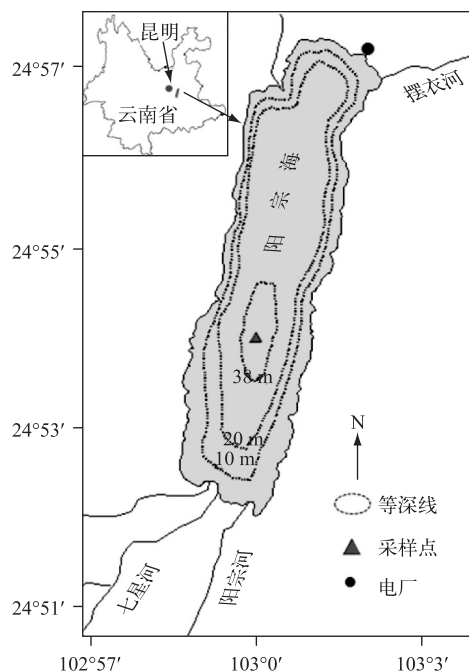 昆明
云南省
24°57′
24°55′
24°53′
24°51′
102°57′
103°0′
103°3′
摆衣河
阳宗海
38 m
20 m
10 m
七星河
阳宗河
N
等深线
采样点
电厂